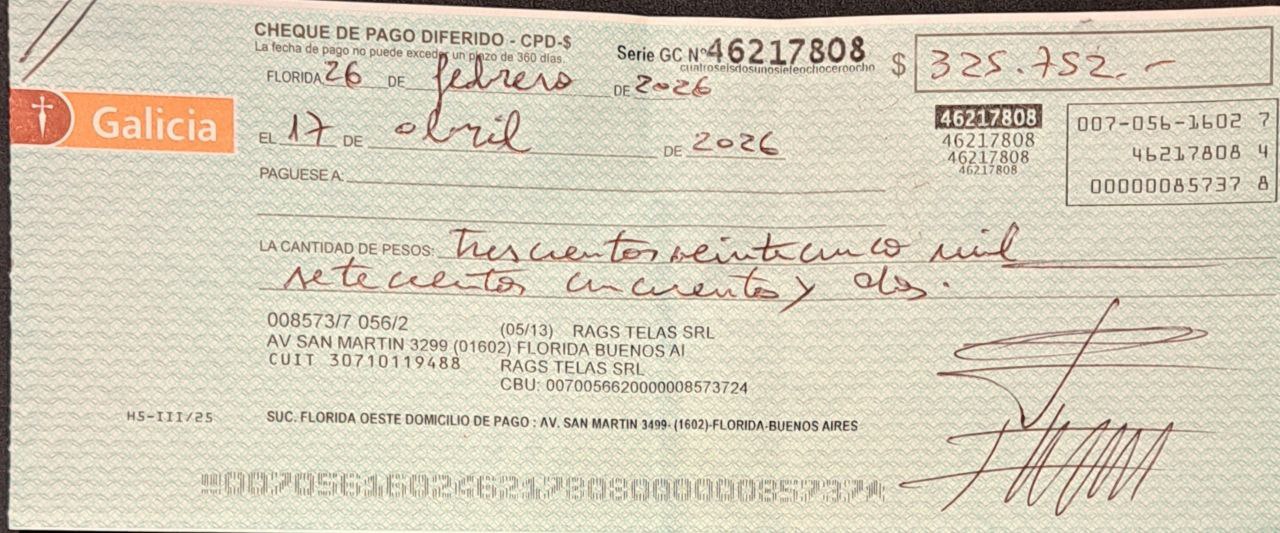 CHEQUE DE PAGO DIFERIDO - CPD-$
La fecha de pago no puede exceder un plazo de 360 días.
Serie GC Nº 46217808
cuatroseisdosunosieteochoceroocho
$ 325.752.-
FLORIDA 26 DE febrero DE 2026
Galicia
EL 17 DE abril DE 2026
46217808
46217808
46217808
46217808
007-056-1602 7
46217808 4
00000085737 8
PAGUESE A:
LA CANTIDAD DE PESOS: Trescientos veinticinco mil
setecientos cincuenta y dos.
008573/7 056/2 (05/13) RAGS TELAS SRL
AV SAN MARTIN 3299 (01602) FLORIDA BUENOS AI
CUIT 30710119488 RAGS TELAS SRL
CBU: 0070056620000008573724
HS-III/25
SUC. FLORIDA OESTE DOMICILIO DE PAGO : AV. SAN MARTIN 3499- (1602)-FLORIDA-BUENOS AIRES